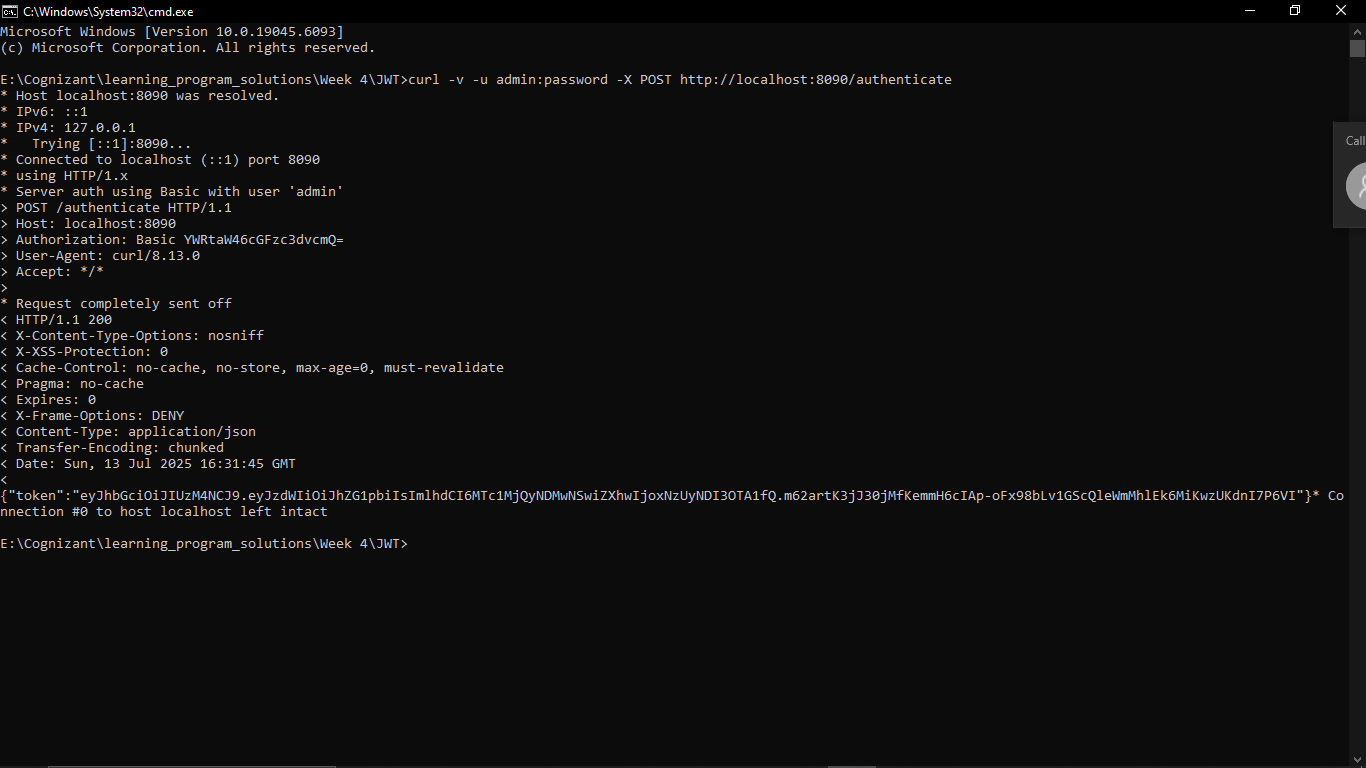 C:\Windows\System32\cmd.exe
Microsoft Windows [Version 10.0.19045.6093]
(c) Microsoft Corporation. All rights reserved.
E:\Cognizant\learning_program_solutions\Week 4\JWT>curl -v -u admin:password -X POST http://localhost:8090/authenticate
* Host localhost:8090 was resolved.
* IPv6: ::1
* IPv4: 127.0.0.1
*   Trying [::1]:8090...
* Connected to localhost (::1) port 8090
* using HTTP/1.x
* Server auth using Basic with user 'admin'
> POST /authenticate HTTP/1.1
> Host: localhost:8090
> Authorization: Basic YWRtaW46cGFzc3dvcmQ=
> User-Agent: curl/8.13.0
> Accept: */*
>
* Request completely sent off
< HTTP/1.1 200
< X-Content-Type-Options: nosniff
< X-XSS-Protection: 0
< Cache-Control: no-cache, no-store, max-age=0, must-revalidate
< Pragma: no-cache
< Expires: 0
< X-Frame-Options: DENY
< Content-Type: application/json
< Transfer-Encoding: chunked
< Date: Sun, 13 Jul 2025 16:31:45 GMT
<
{"token":"eyJhbGciOiJIUzM4NCJ9.eyJzdWIiOiJhZG1pbiIsImlhdCI6MTc1MjQyNDMwNSwiZXhwIjoxNzUyNDI3OTA1fQ.m62artK3jJ30jMfKemmH6cIAp-oFx98bLv1GScQleWmMhlEk6MiKwzUKdnI7P6VI"}* Co
nnection #0 to host localhost left intact
E:\Cognizant\learning_program_solutions\Week 4\JWT>
Call